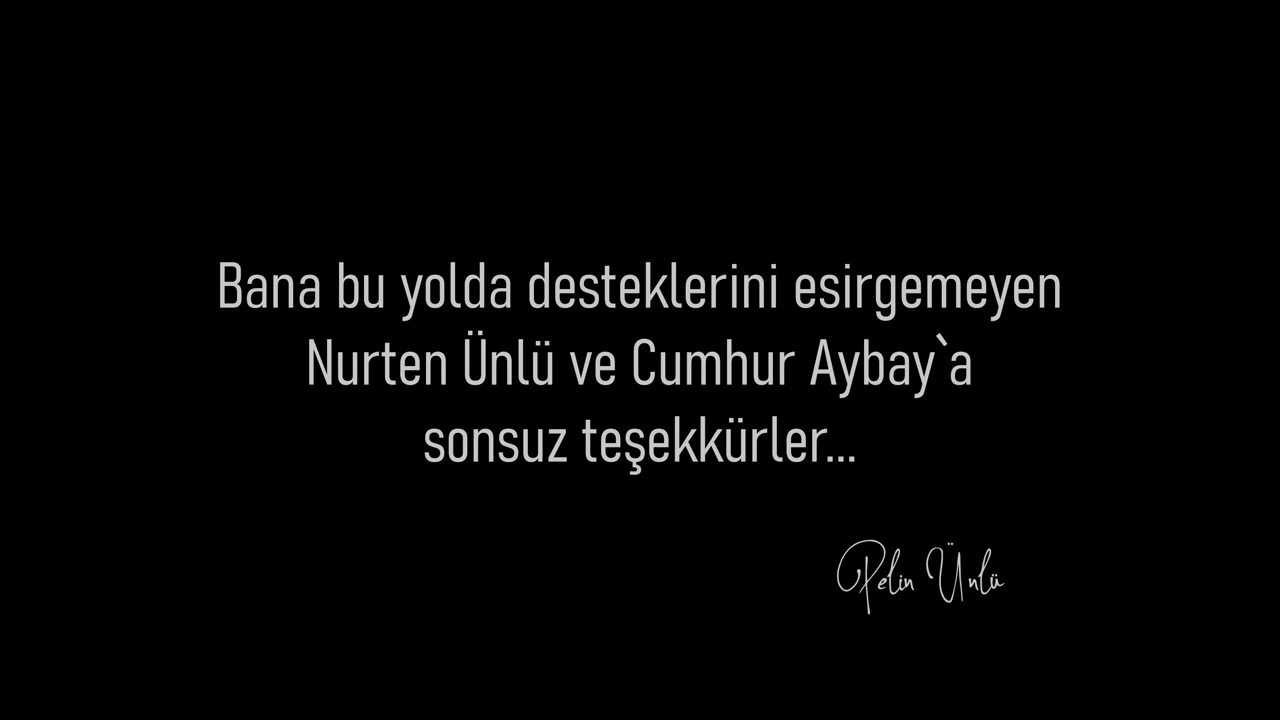 Bana bu yolda desteklerini esirgemeyen
Nurten Ünlü ve Cumhur Aybay`a
sonsuz teşekkürler...
Pelin Ünlü